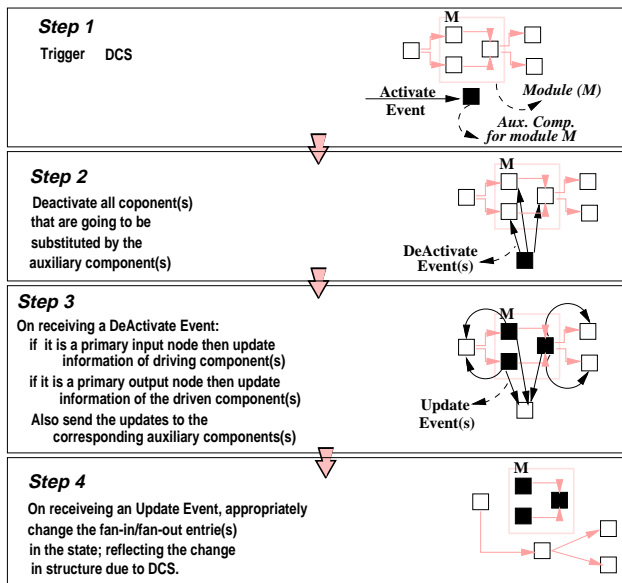 Step 1
Trigger DCS
M
Activate
Event
Module (M)
Aux. Comp.
for module M
Step 2
Deactivate all coponent(s)
that are going to be
substituted by the
auxiliary component(s)
M
DeActivate
Event(s)
Step 3
On receiving a DeActivate Event:
if it is a primary input node then update
information of driving component(s)
if it is a primary output node then update
information of the driven component(s)
Also send the updates to the
corresponding auxiliary components(s)
M
Update
Event(s)
Step 4
On receiveing an Update Event, appropriately
change the fan-in/fan-out entrie(s)
in the state; reflecting the change
in structure due to DCS.
M